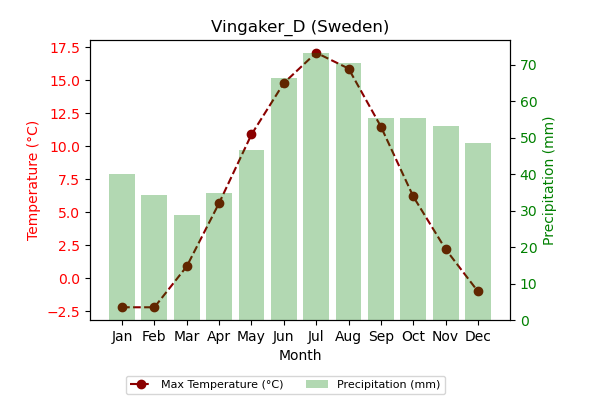 Vingaker_D (Sweden)
17.5
15.0
12.5
10.0
7.5
5.0
2.5
0.0
−2.5
Temperature (°C)
70
60
50
40
30
20
10
0
Precipitation (mm)
Jan Feb Mar Apr May Jun Jul Aug Sep Oct Nov Dec
Month
Max Temperature (°C) Precipitation (mm)